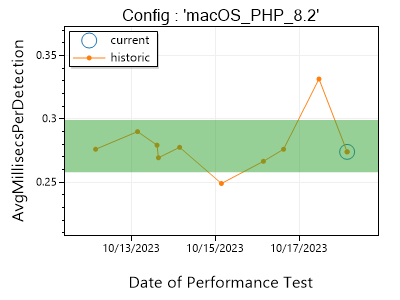 Config : 'macOS_PHP_8.2'
current
historic
AvgMillisecsPerDetection
0.35
0.3
0.25
10/13/2023
10/15/2023
10/17/2023
Date of Performance Test